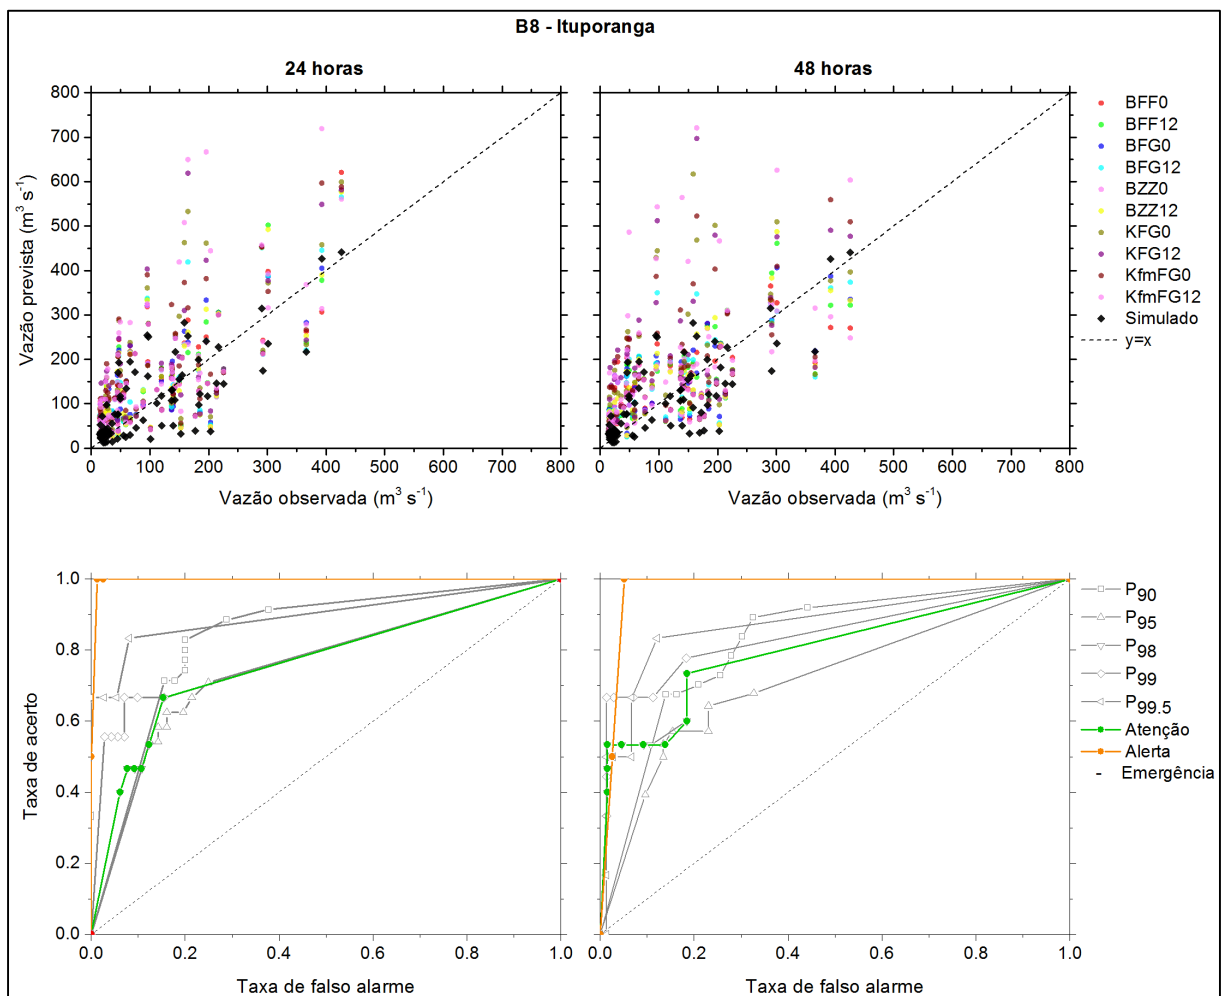 B8 - Ituporanga
24 horas
48 horas
800
700
600
500
400
300
200
100
0
0 100 200 300 400 500 600 700 800
0 100 200 300 400 500 600 700 800
Vazão prevista (m³ s⁻¹)
Vazão observada (m³ s⁻¹)
Vazão observada (m³ s⁻¹)
BFF0
BFF12
BFG0
BFG12
BZZ0
BZZ12
KFG0
KFG12
KfmFG0
KfmFG12
Simulado
y=x
1.0
0.8
0.6
0.4
0.2
0.0
0.0 0.2 0.4 0.6 0.8 1.0
0.0 0.2 0.4 0.6 0.8 1.0
Taxa de acerto
Taxa de falso alarme
Taxa de falso alarme
P90
P95
P98
P99
P99.5
Atenção
Alerta
- Emergência